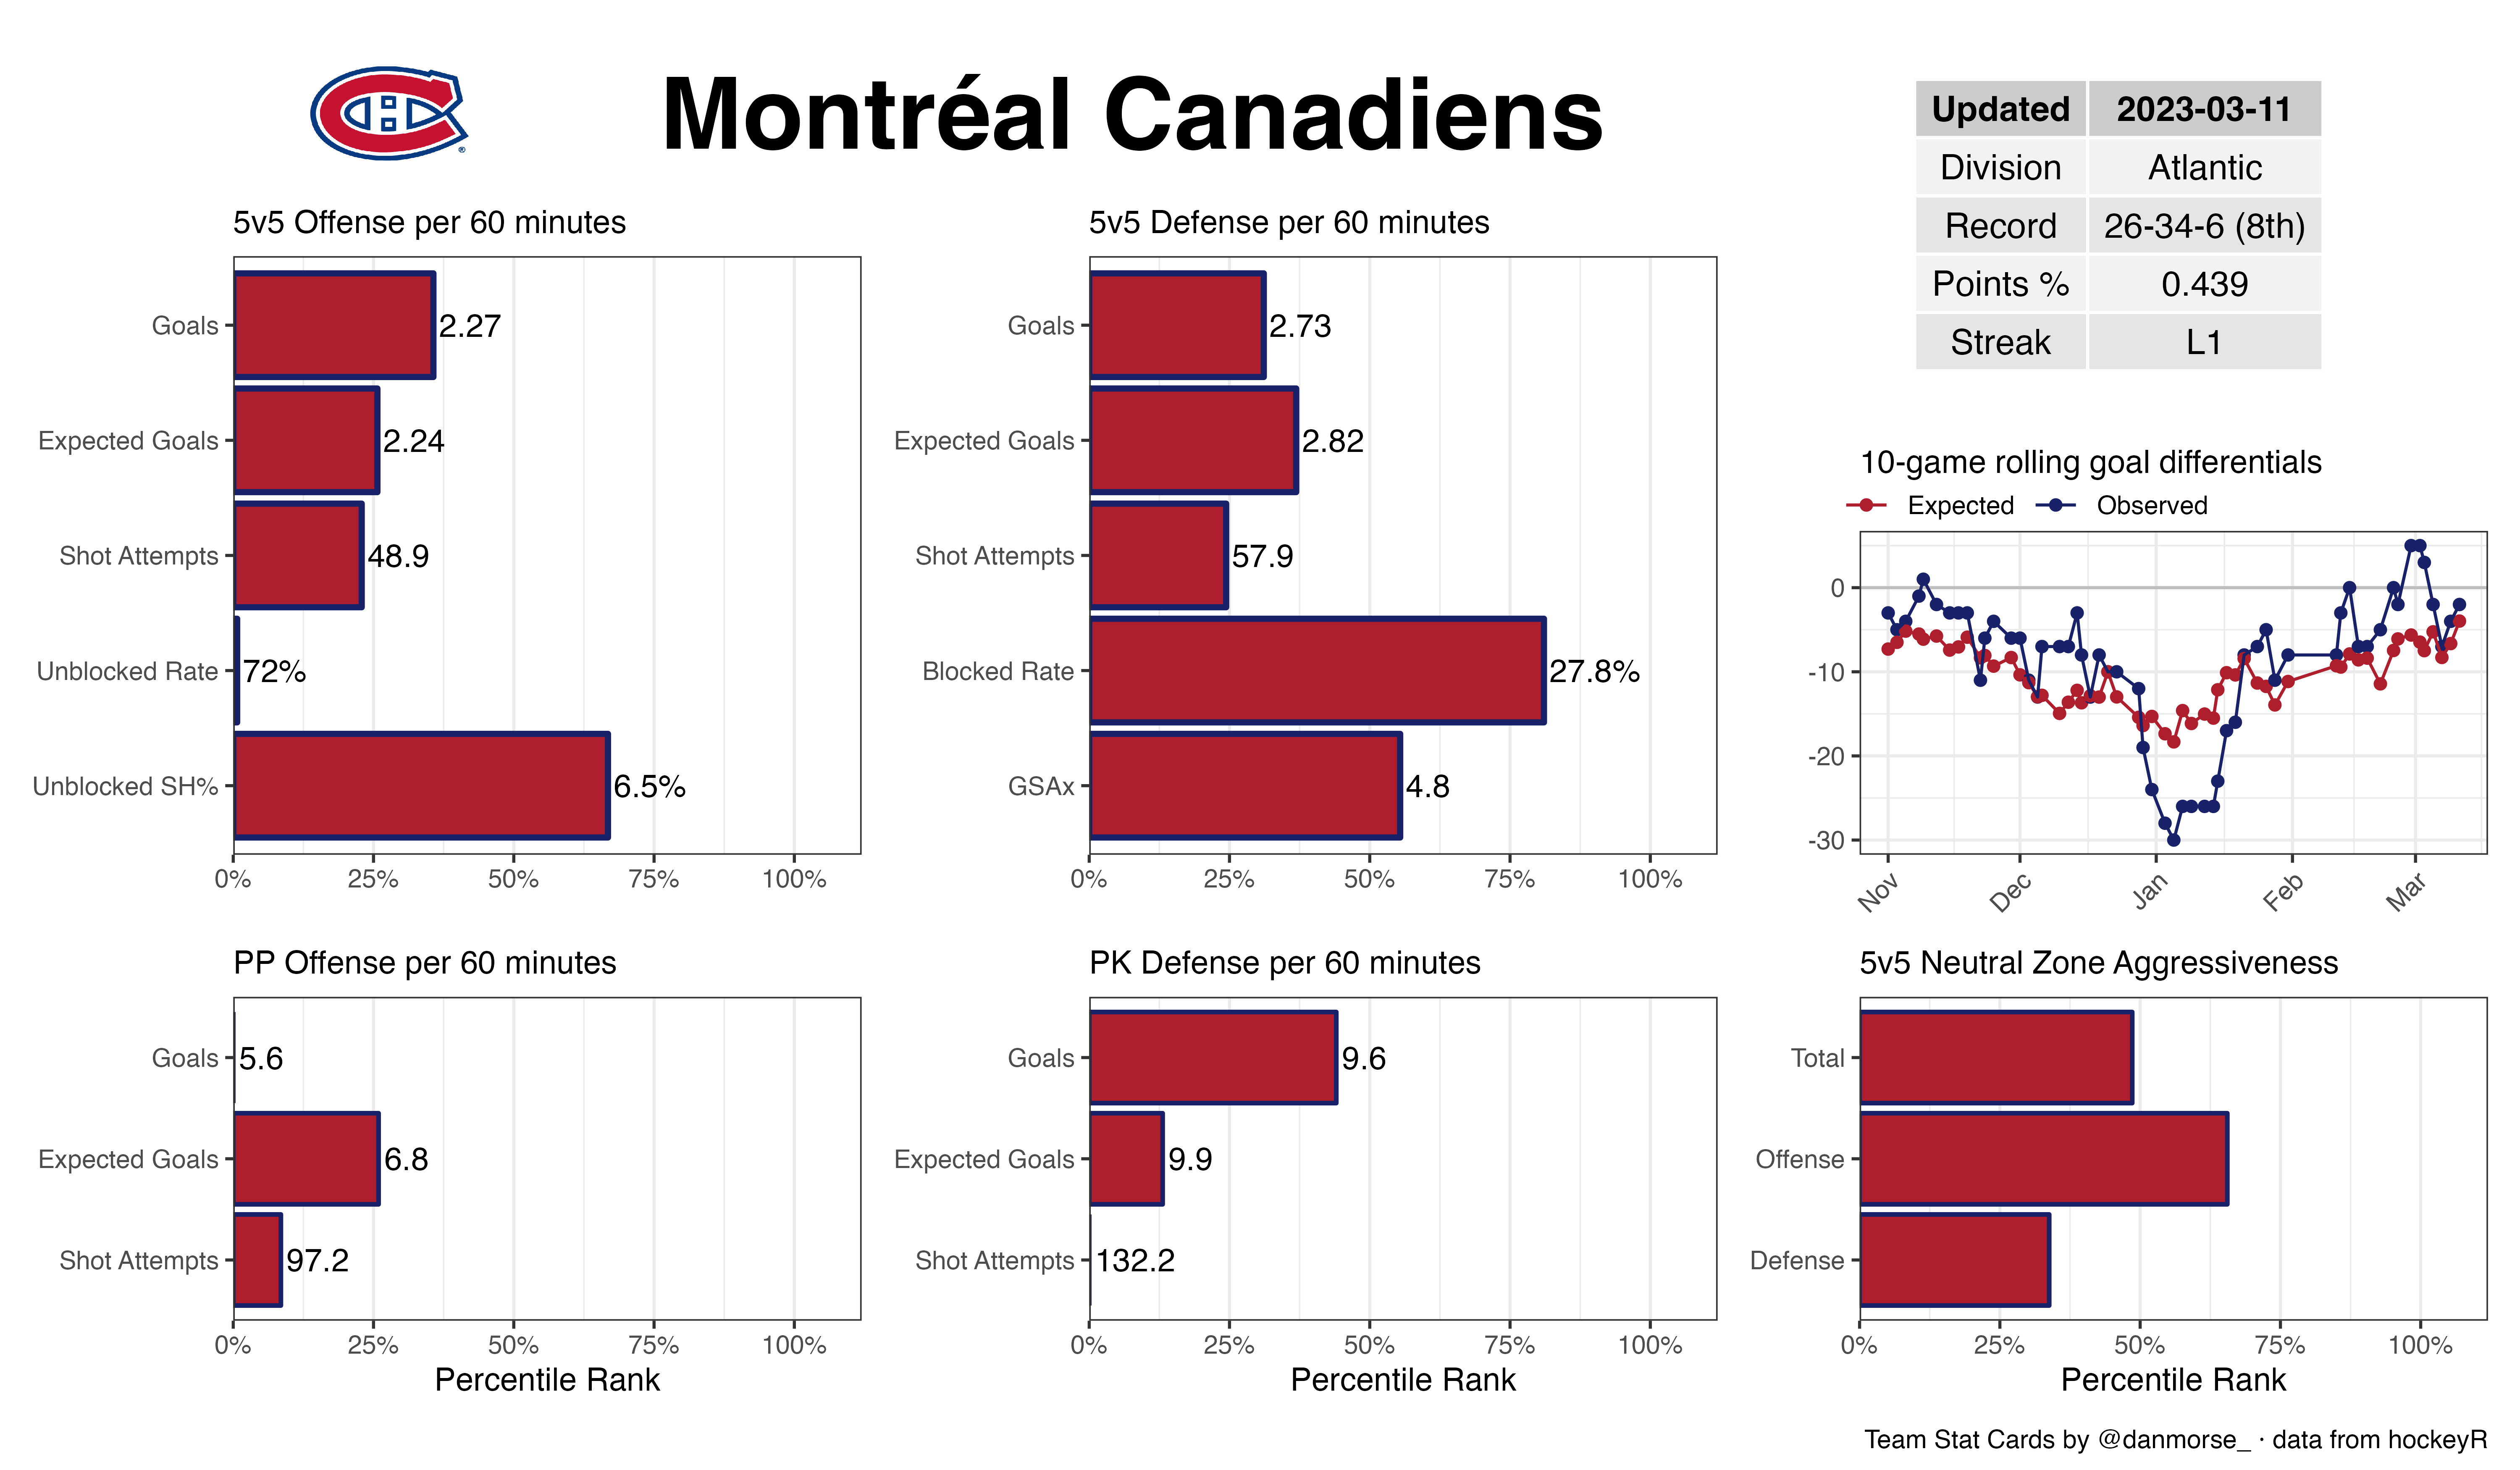 Montréal Canadiens
Updated 2023-03-11
Division Atlantic
Record 26-34-6 (8th)
Points % 0.439
Streak L1
5v5 Offense per 60 minutes
Goals 2.27
Expected Goals 2.24
Shot Attempts 48.9
Unblocked Rate 72%
Unblocked SH% 6.5%
0% 25% 50% 75% 100%
5v5 Defense per 60 minutes
Goals 2.73
Expected Goals 2.82
Shot Attempts 57.9
Blocked Rate 27.8%
GSAx 4.8
0% 25% 50% 75% 100%
10-game rolling goal differentials
Expected Observed
0
-10
-20
-30
Nov Dec Jan Feb Mar
PP Offense per 60 minutes
Goals 5.6
Expected Goals 6.8
Shot Attempts 97.2
0% 25% 50% 75% 100%
Percentile Rank
PK Defense per 60 minutes
Goals 9.6
Expected Goals 9.9
Shot Attempts 132.2
0% 25% 50% 75% 100%
Percentile Rank
5v5 Neutral Zone Aggressiveness
Total
Offense
Defense
0% 25% 50% 75% 100%
Percentile Rank
Team Stat Cards by @danmorse_ · data from hockeyR